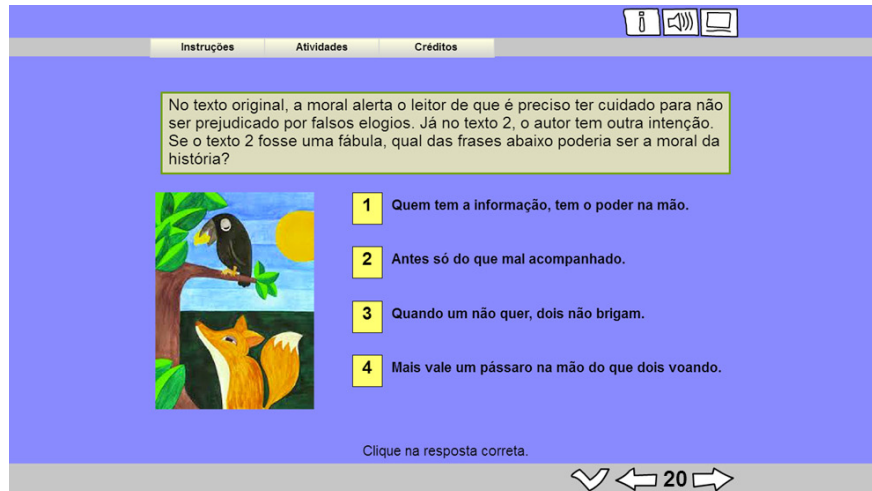 Instruções Atividades Créditos
No texto original, a moral alerta o leitor de que é preciso ter cuidado para não
ser prejudicado por falsos elogios. Já no texto 2, o autor tem outra intenção.
Se o texto 2 fosse uma fábula, qual das frases abaixo poderia ser a moral da
história?
1 Quem tem a informação, tem o poder na mão.
2 Antes só do que mal acompanhado.
3 Quando um não quer, dois não brigam.
4 Mais vale um pássaro na mão do que dois voando.
Clique na resposta correta.
20